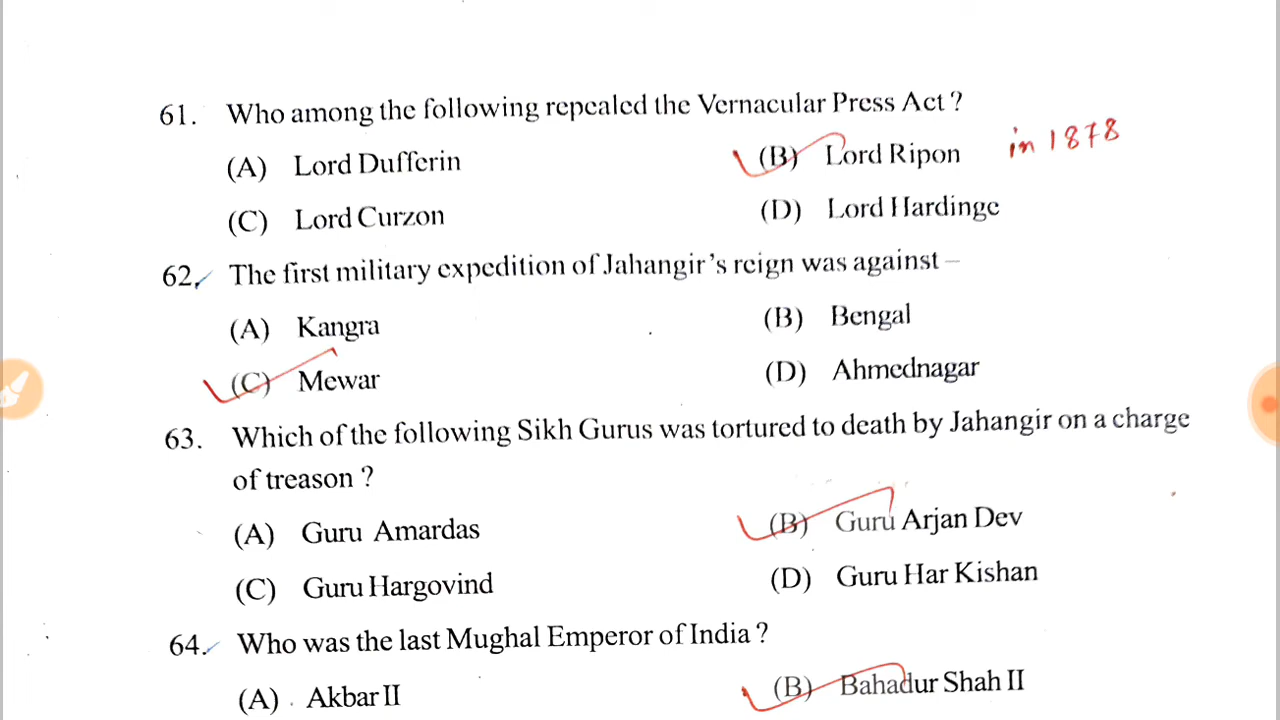 61. Who among the following repealed the Vernacular Press Act ?
(A) Lord Dufferin (B) Lord Ripon in 1878
(C) Lord Curzon (D) Lord Hardinge
62. The first military expedition of Jahangir's reign was against –
(A) Kangra (B) Bengal
(C) Mewar (D) Ahmednagar
63. Which of the following Sikh Gurus was tortured to death by Jahangir on a charge
of treason ?
(A) Guru Amardas (B) Guru Arjan Dev
(C) Guru Hargovind (D) Guru Har Kishan
64. Who was the last Mughal Emperor of India ?
(A) Akbar II (B) Bahadur Shah II